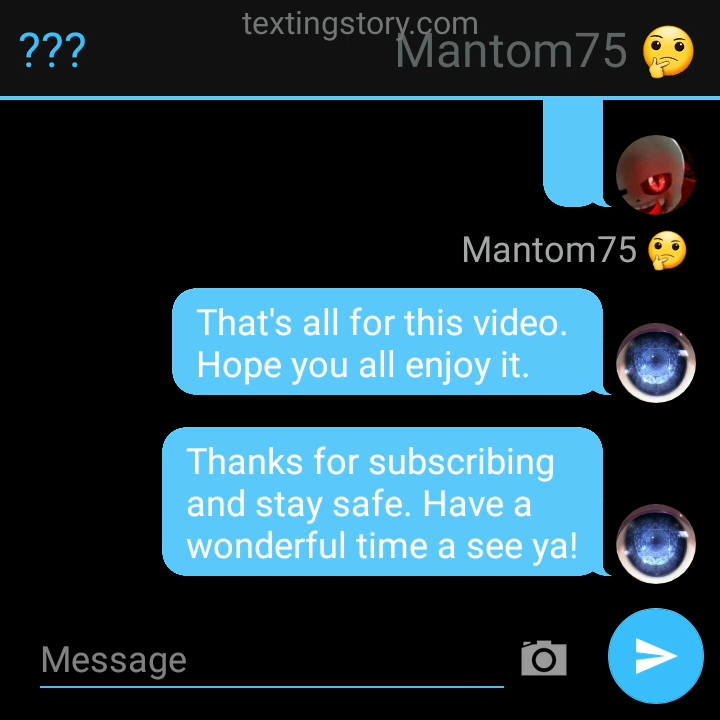 textingstory.com
??? Mantom75 🤔
Mantom75 🤔
That's all for this video.
Hope you all enjoy it.
Thanks for subscribing
and stay safe. Have a
wonderful time a see ya!
Message